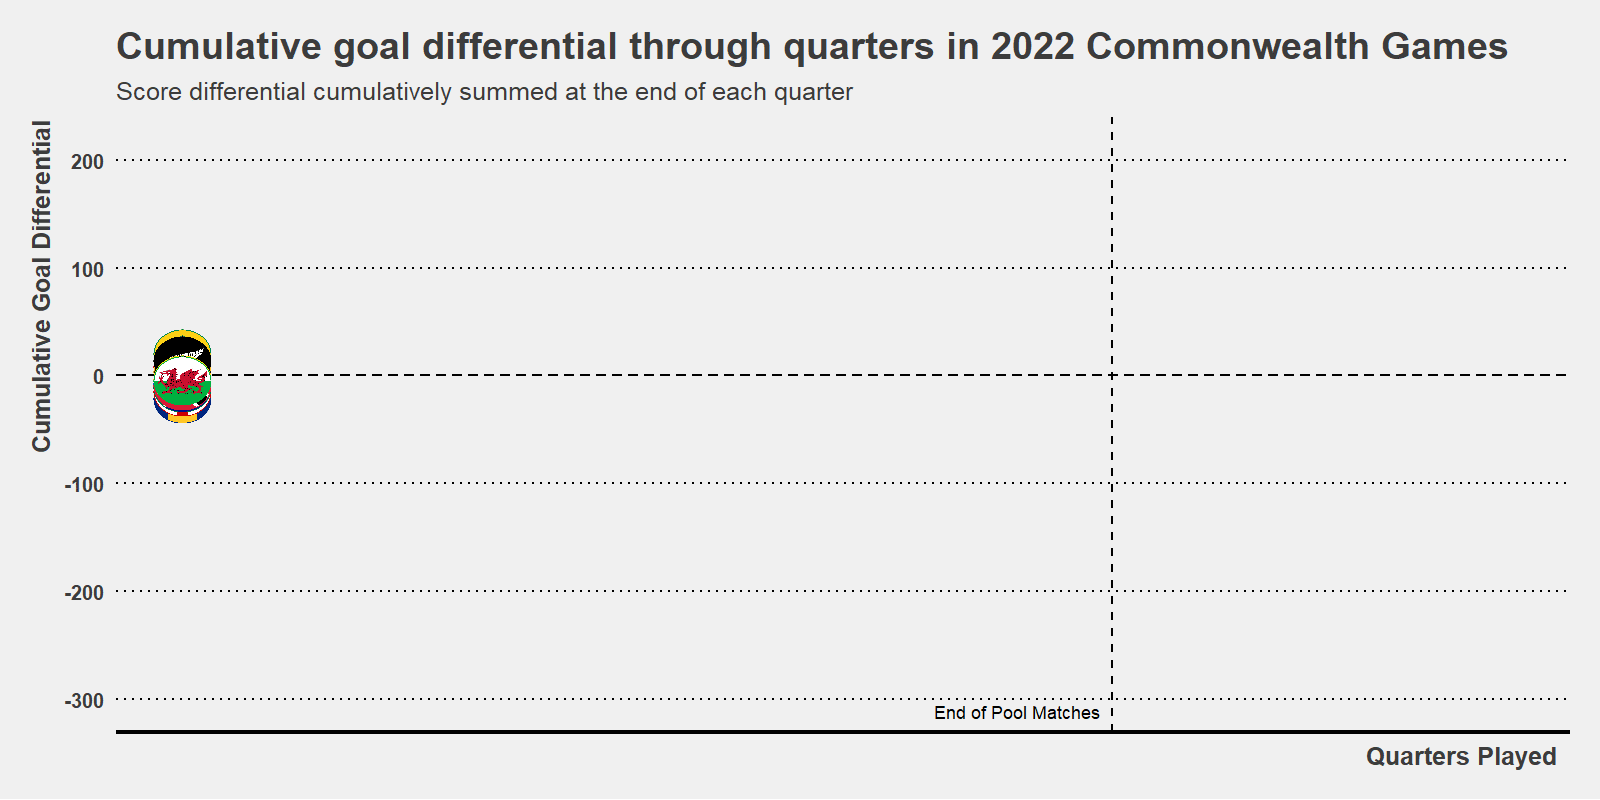 Cumulative goal differential through quarters in 2022 Commonwealth Games
Score differential cumulatively summed at the end of each quarter
Cumulative Goal Differential
200
100
0
-100
-200
-300
End of Pool Matches
Quarters Played